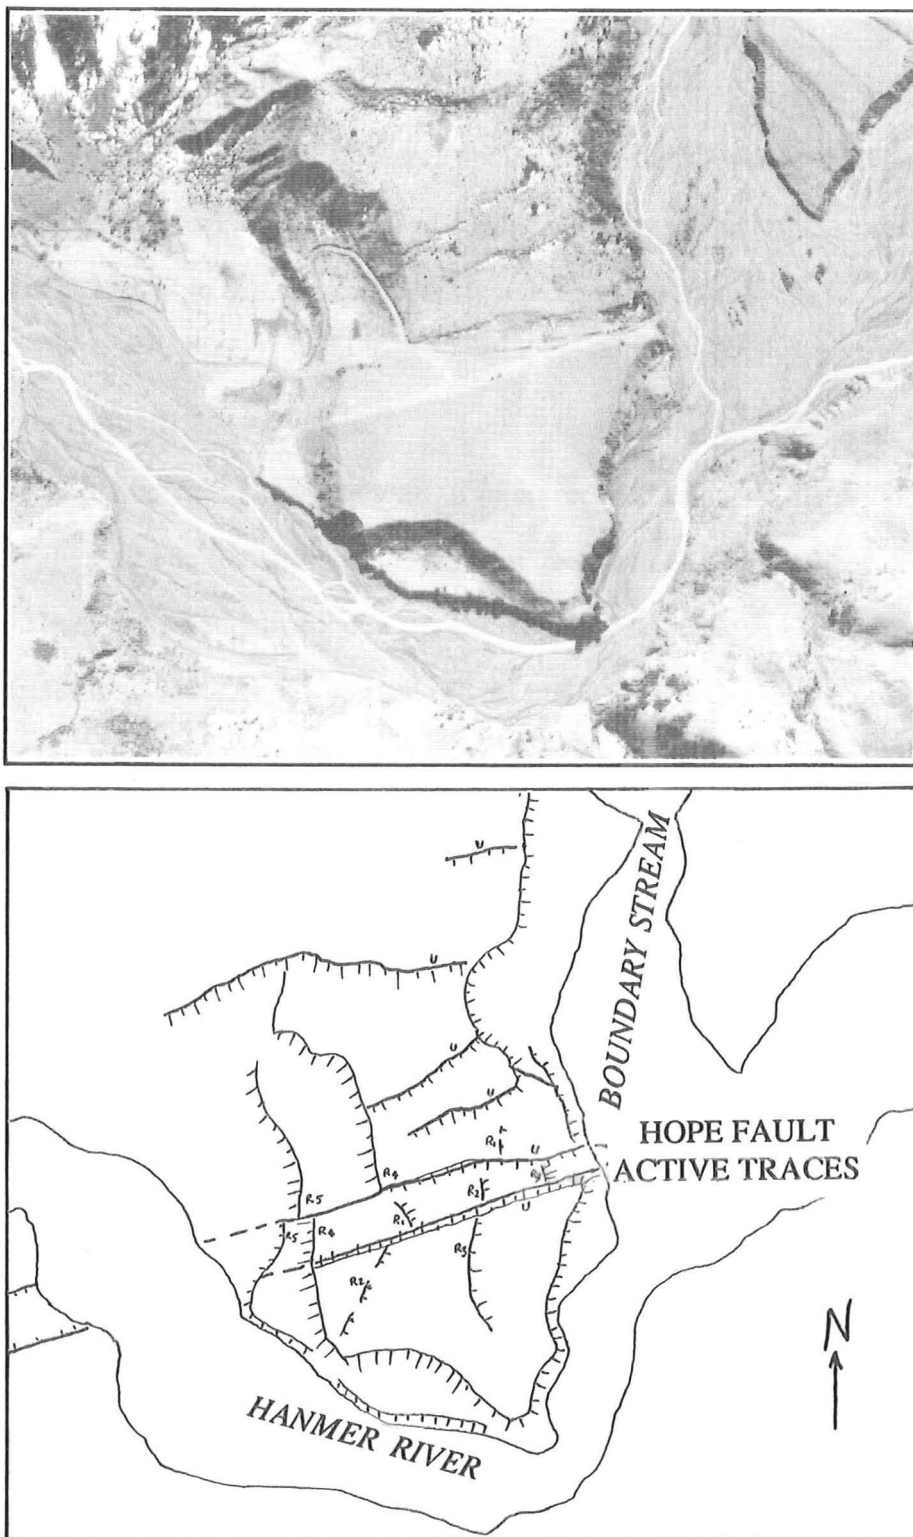 U
U
BOUNDARY STREAM
U
U
HOPE FAULT
ACTIVE TRACES
R1
U
R4
R3
R2
R5
R1
U
R5
R4
R3
R2
N
HANMER RIVER